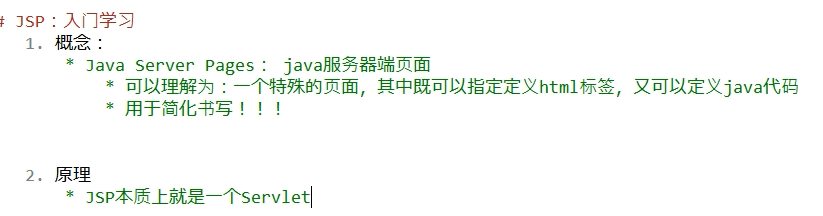 # JSP：入门学习
1. 概念：
* Java Server Pages： java服务器端页面
* 可以理解为：一个特殊的页面，其中既可以指定定义html标签，又可以定义java代码
* 用于简化书写！！！
2. 原理
* JSP本质上就是一个Servlet